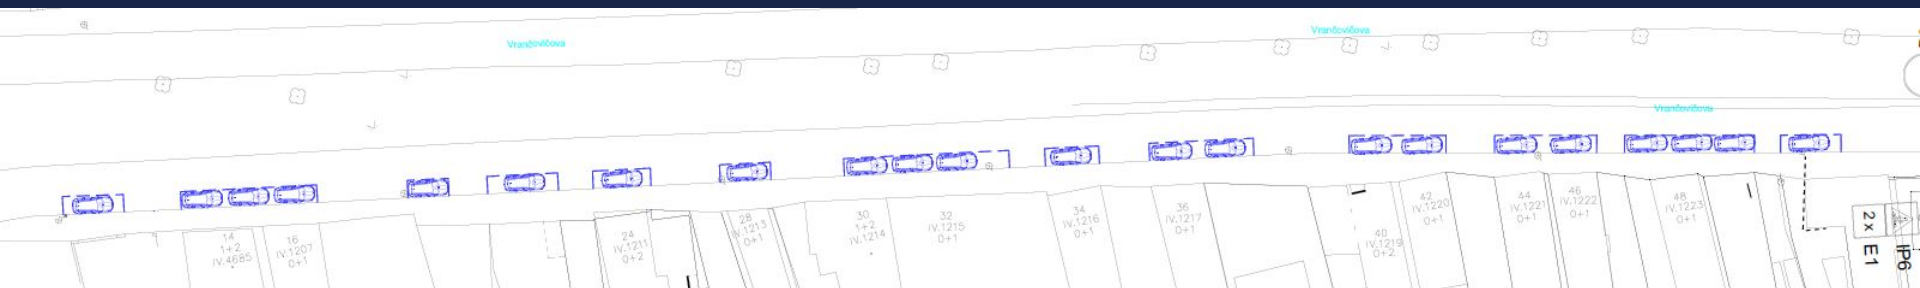 Vrančovičova
Vrančovičova
Vrančovičova
14
1+2
IV.4685
16
IV.1207
0+1
24
IV.1211
0+2
28
IV.1213
0+1
30
1+2
IV.1214
32
IV.1215
0+1
34
IV.1216
0+1
36
IV.1217
0+1
40
IV.1219
0+2
42
IV.1220
0+1
44
IV.1221
0+1
46
IV.1222
0+1
48
IV.1223
0+1
2x E1
IP6